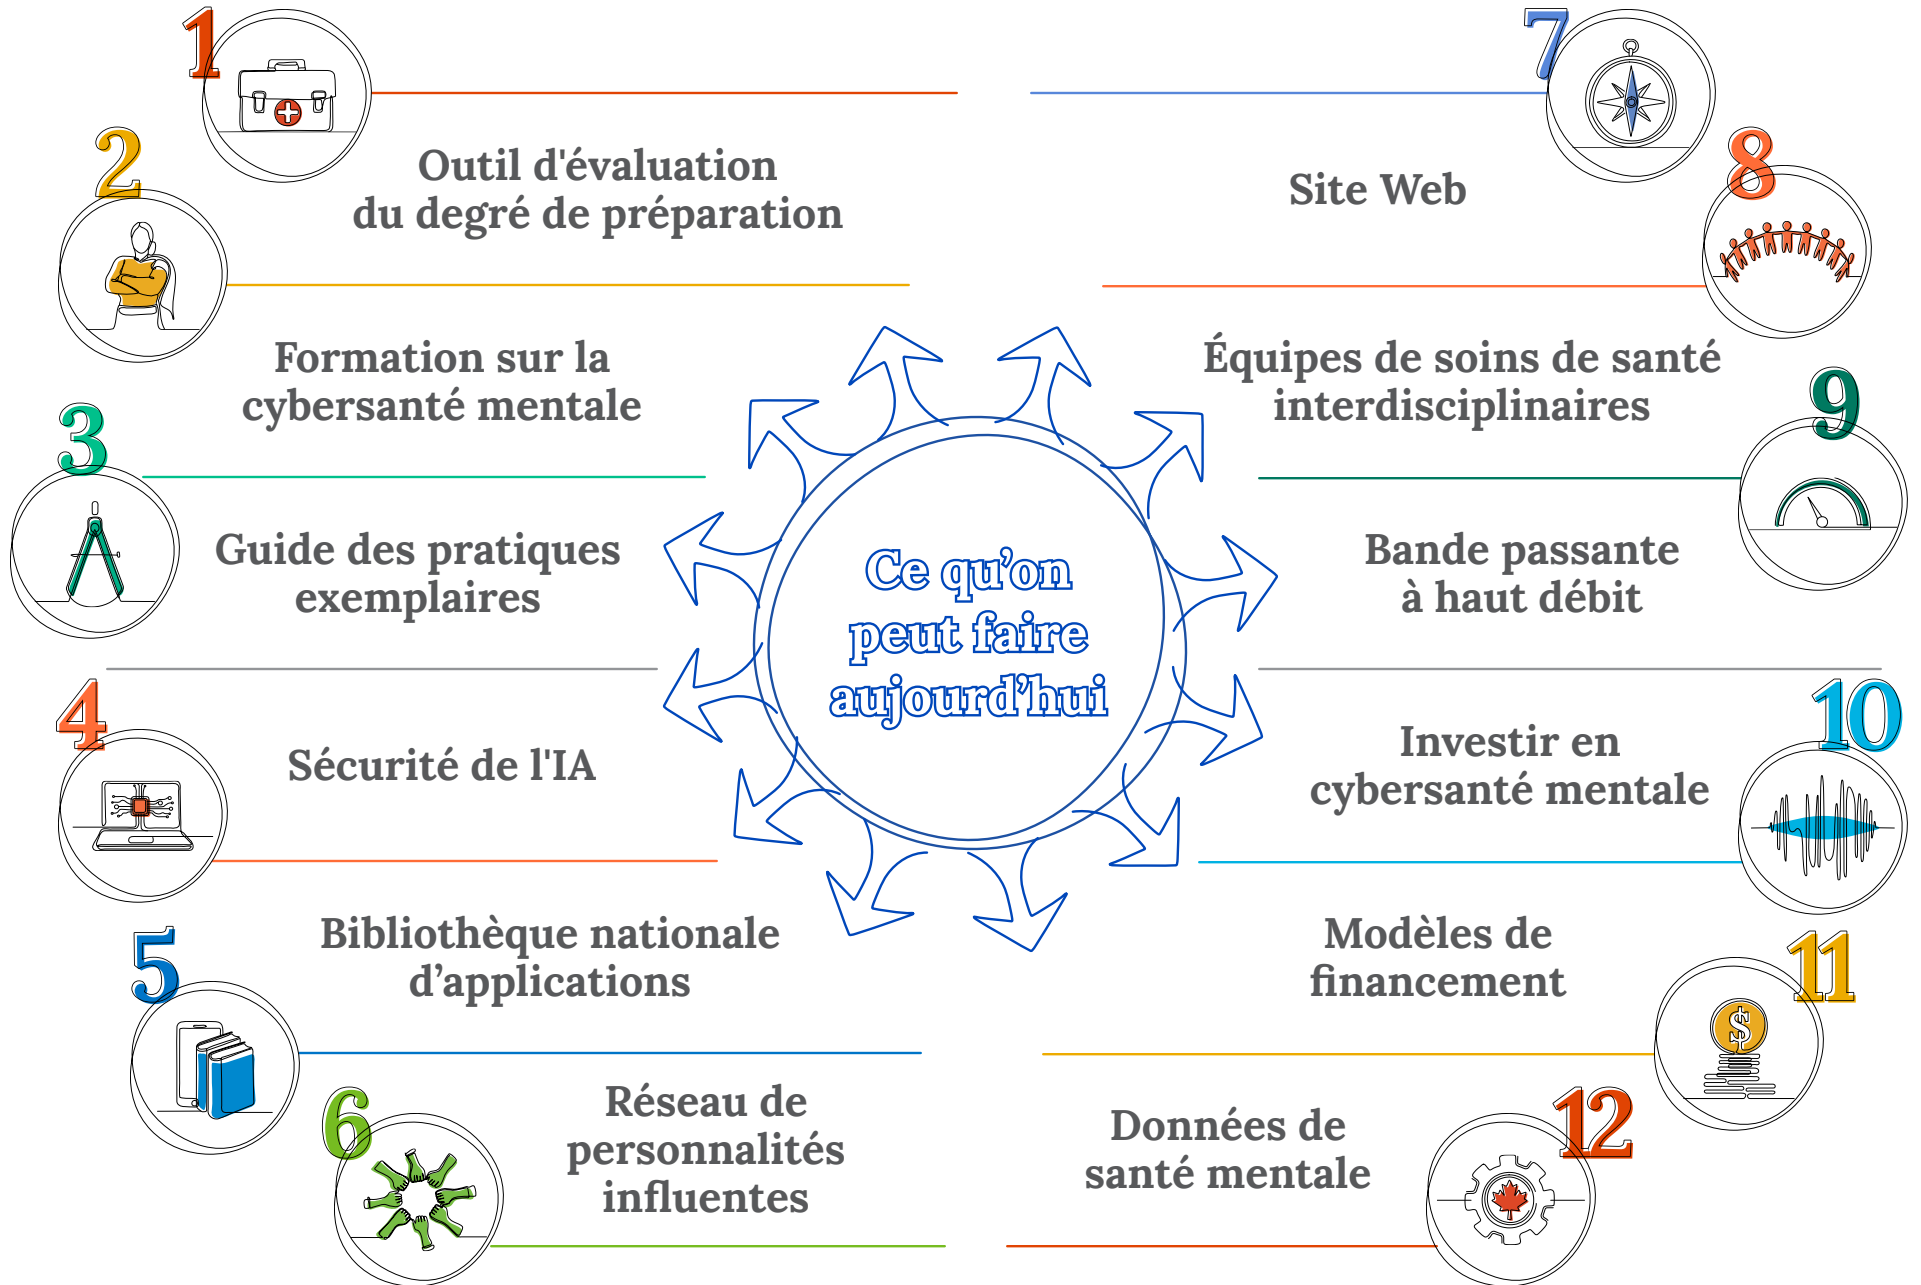 1
Outil d'évaluation
du degré de préparation
2
Formation sur la
cybersanté mentale
3
Guide des pratiques
exemplaires
4
Sécurité de l'IA
5
Bibliothèque nationale
d’applications
6
Réseau de
personnalités
influentes
Ce qu’on
peut faire
aujourd’hui
7
Site Web
8
Équipes de soins de santé
interdisciplinaires
9
Bande passante
à haut débit
10
Investir en
cybersanté mentale
11
Modèles de
financement
$
12
Données de
santé mentale